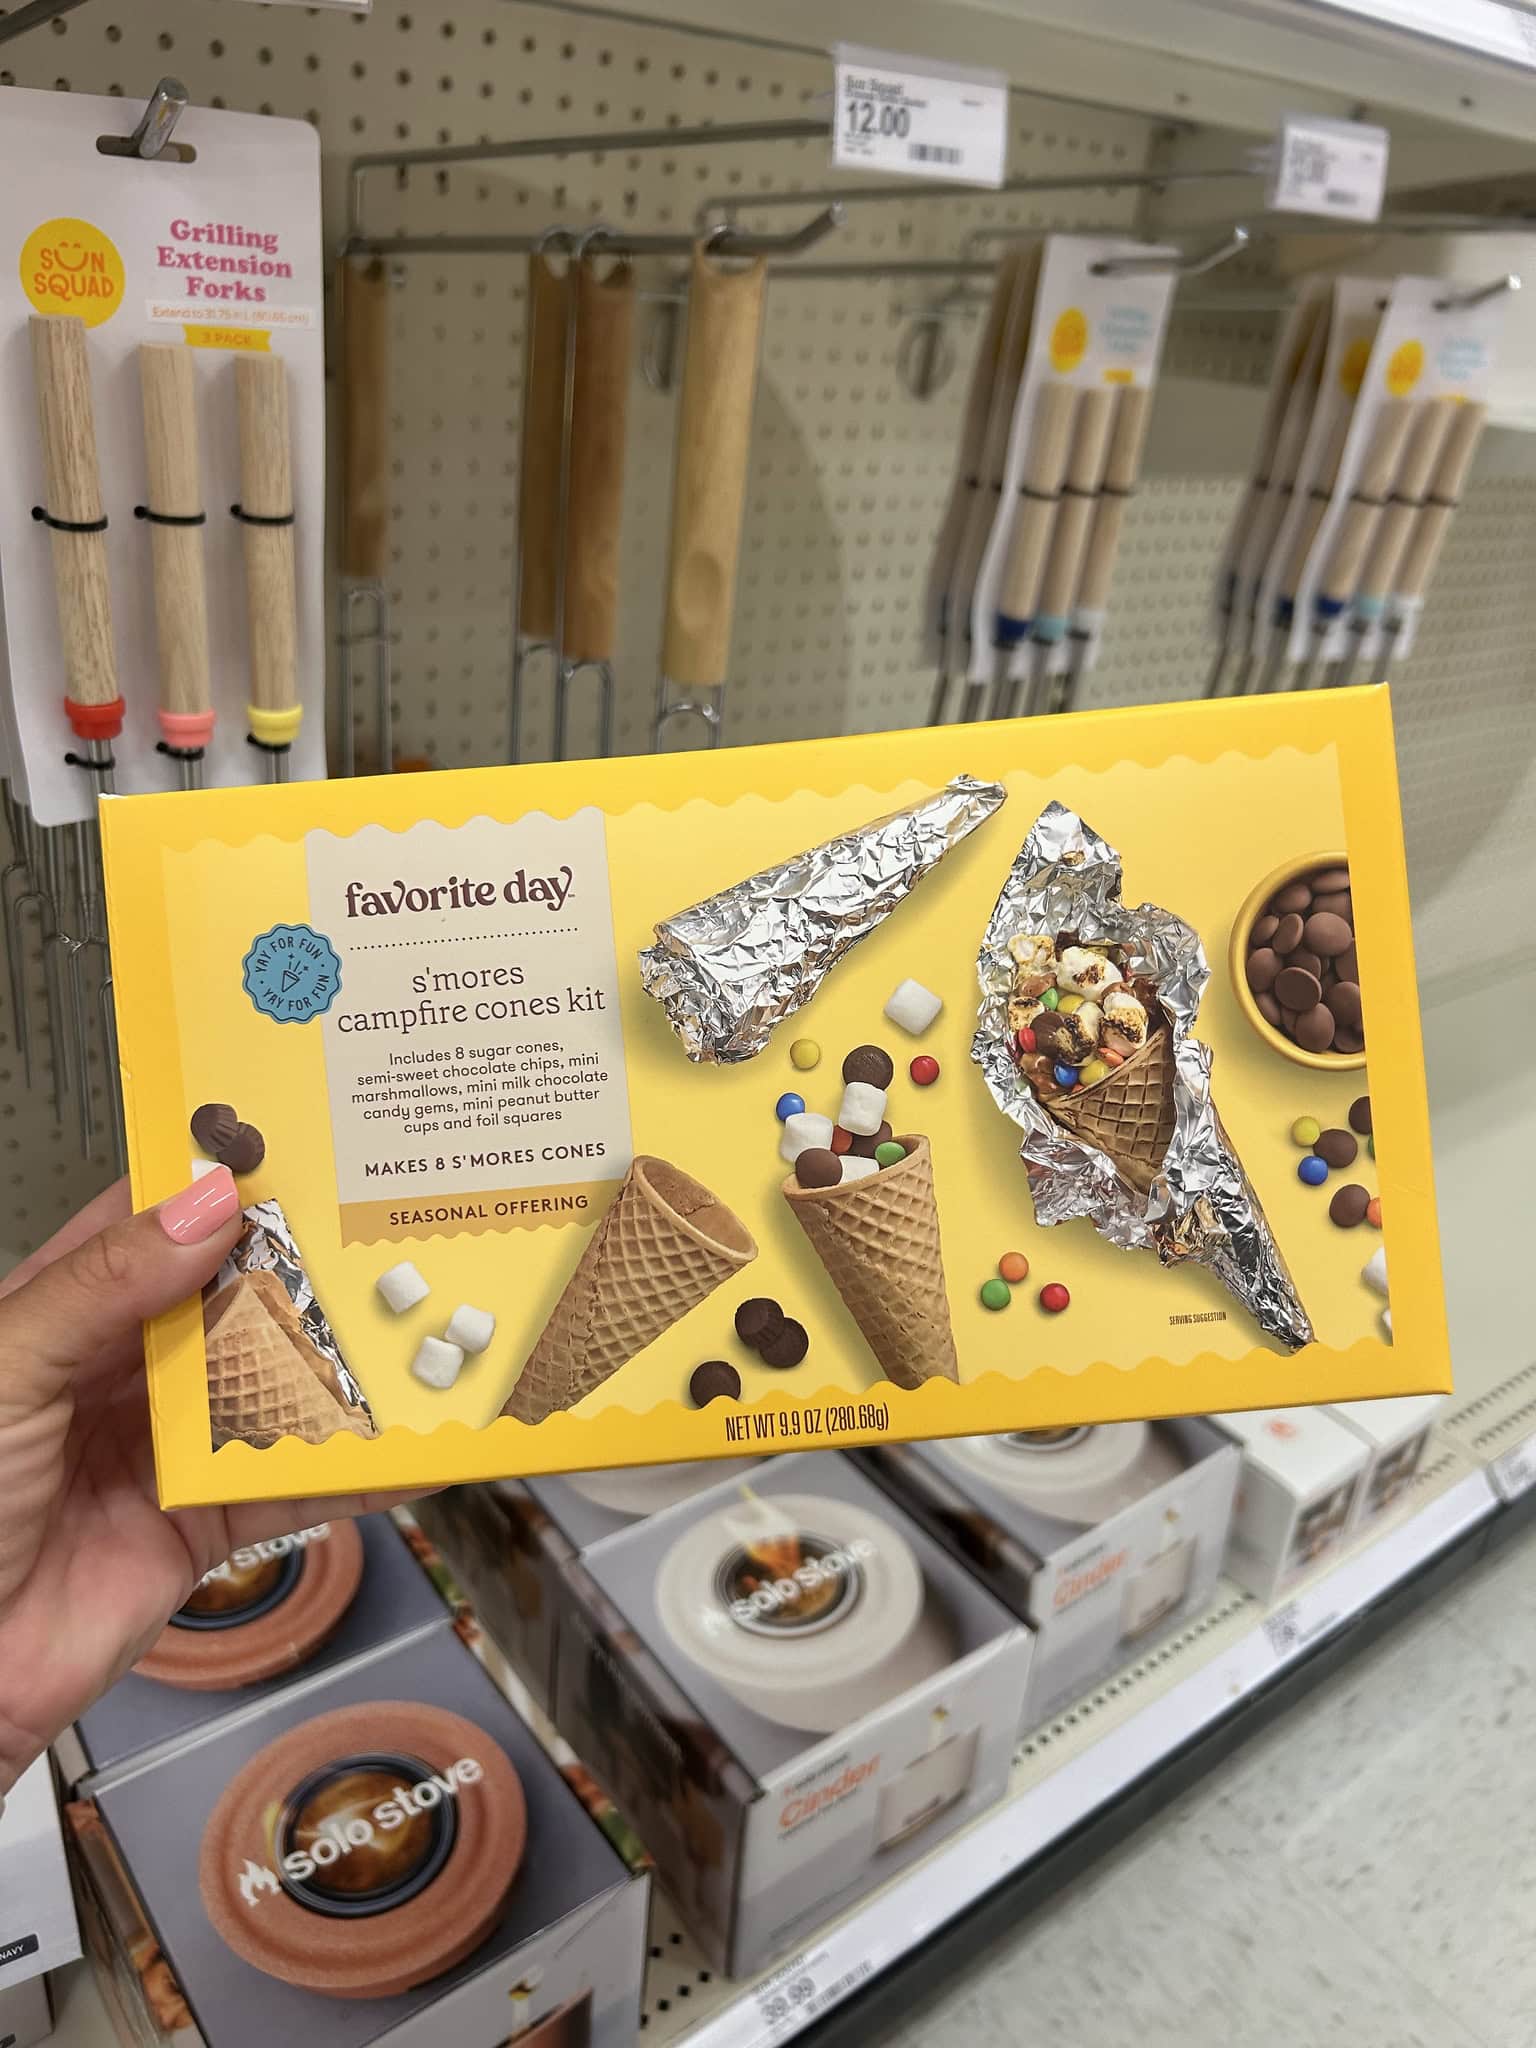 12.00
SUN
SQUAD
Grilling
Extension
Forks
3 PACK
favorite day
YAY FOR FUN
YAY FOR FUN
s'mores
campfire cones kit
Includes 8 sugar cones,
semi-sweet chocolate chips, mini
marshmallows, mini milk chocolate
candy gems, mini peanut butter
cups and foil squares
MAKES 8 S'MORES CONES
SEASONAL OFFERING
SERVING SUGGESTION
NET WT 9.9 OZ (280.68g)
solo stove
solo stove
Cinder
solo stove
Cinder
NAVY
39.99